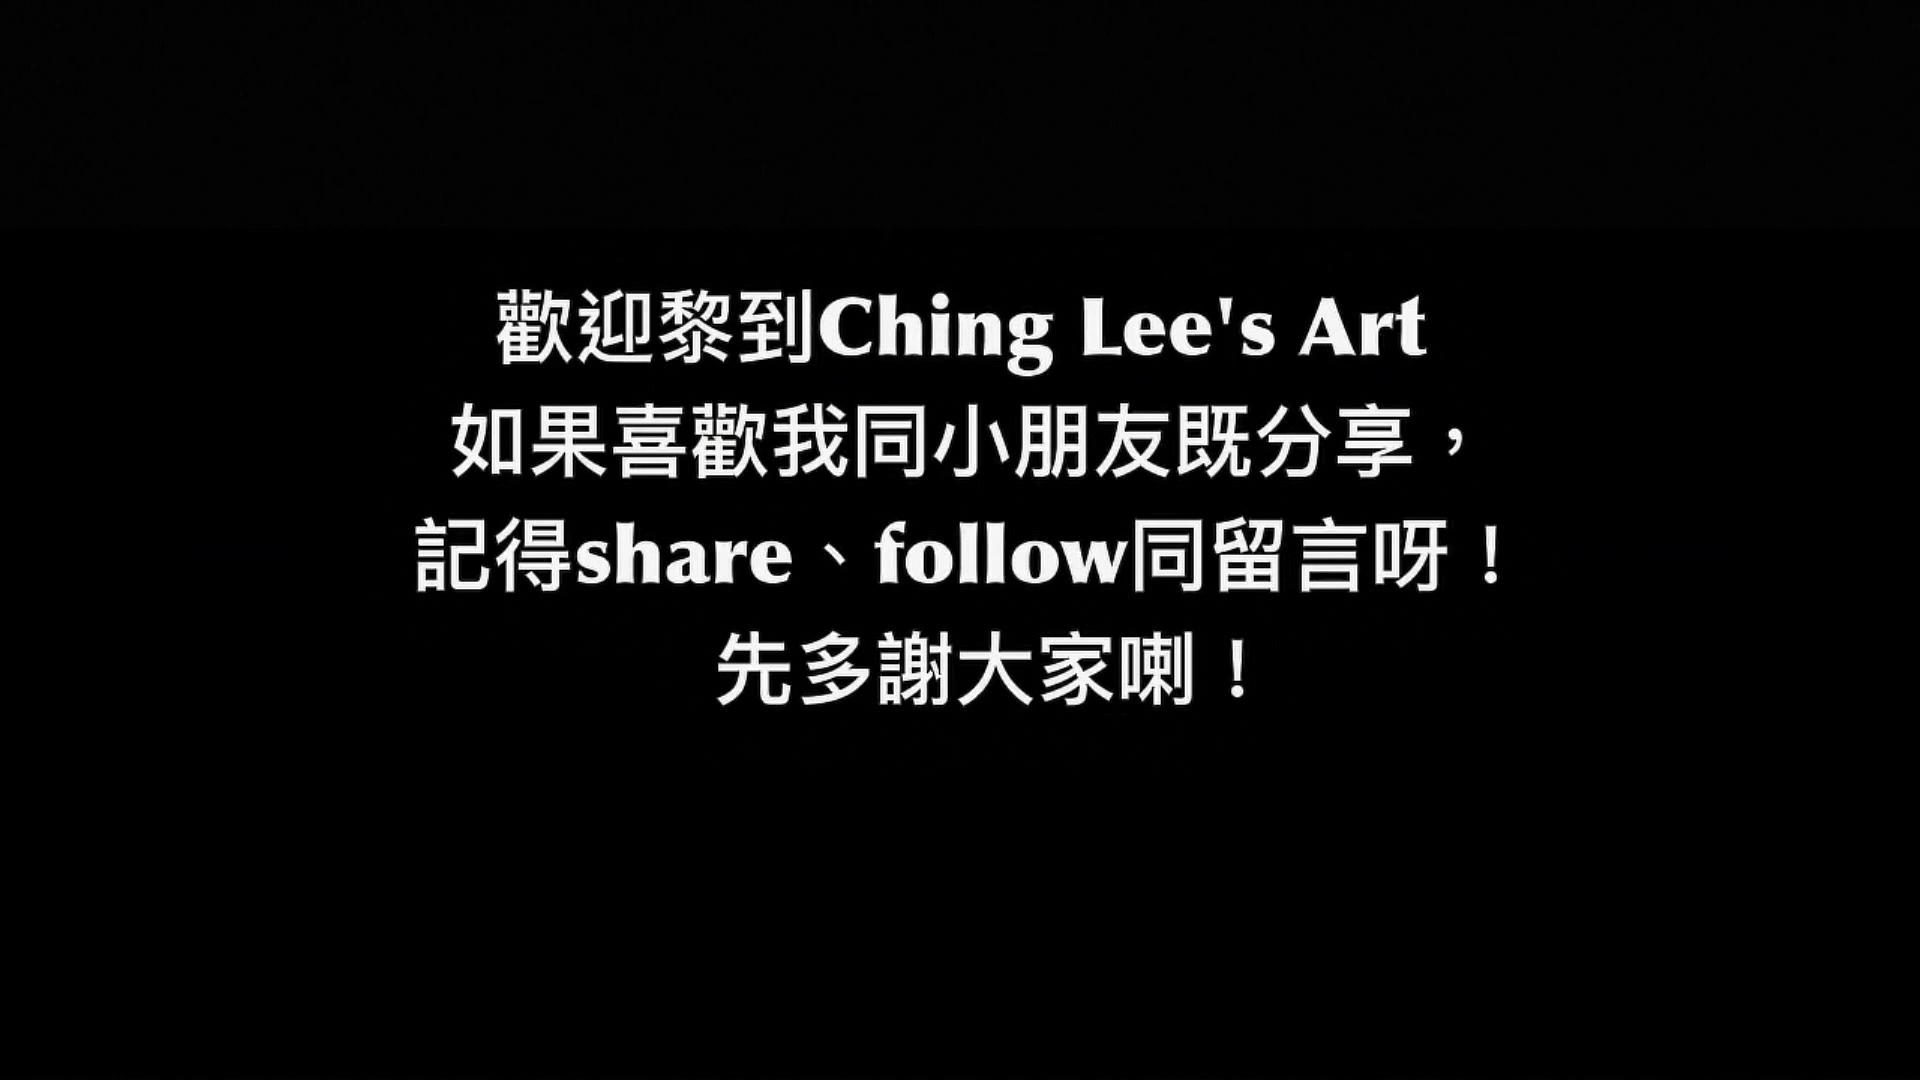 歡迎黎到Ching Lee's Art
如果喜歡我同小朋友既分享，
記得share、follow同留言呀！
先多謝大家喇！